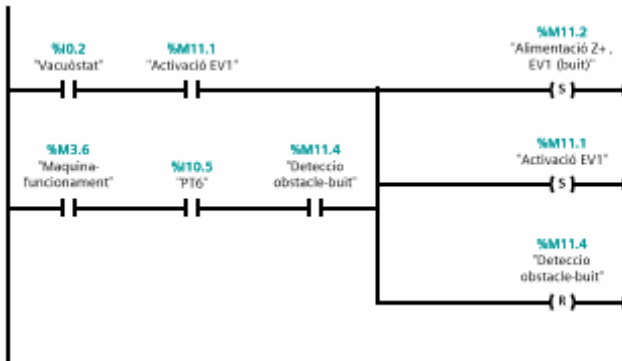 %I0.2
"Vacuòstat"
%M11.1
"Activació EV1"
%M11.2
"Alimentació Z+ ,
EV1 (buit)"
S
%M3.6
"Maquina-
funcionament"
%I10.5
"PT6"
%M11.4
"Deteccio
obstacle-buit"
%M11.1
"Activació EV1"
S
%M11.4
"Deteccio
obstacle-buit"
R